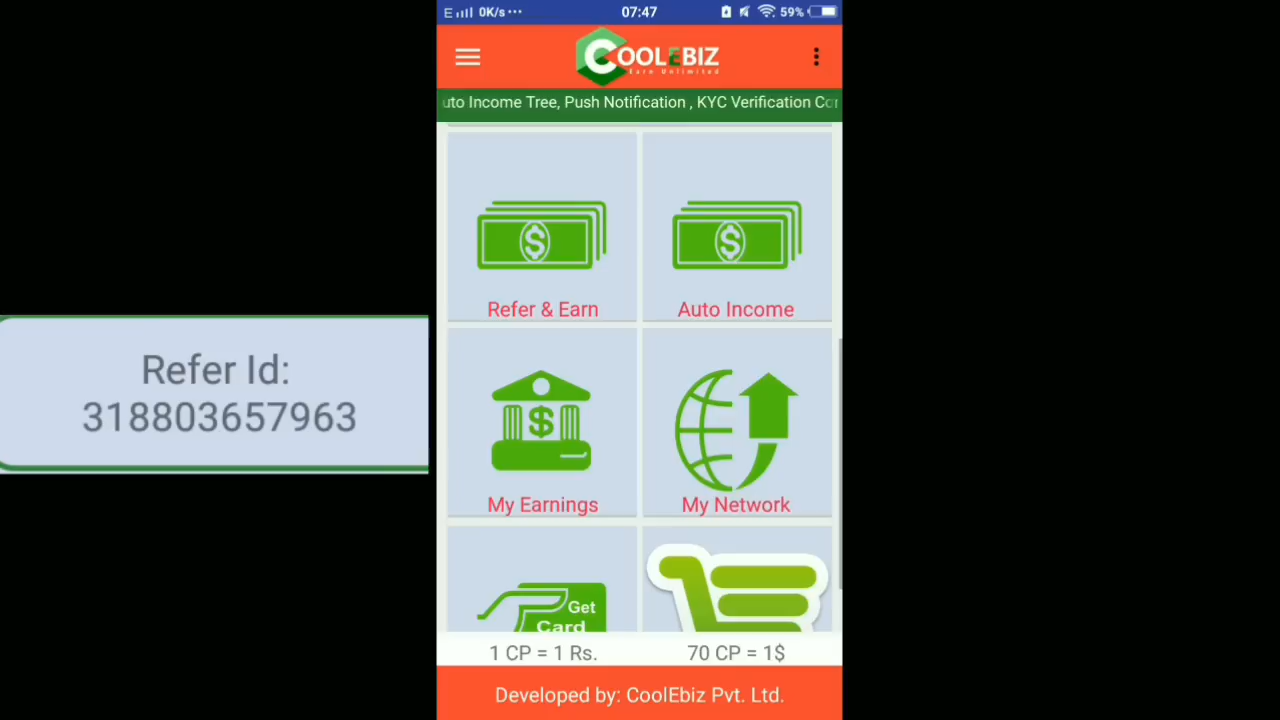 E 0K/s ··· 07:47 59%
COOLEBIZ
Earn Unlimited
uto Income Tree, Push Notification , KYC Verification Co
$ $
Refer & Earn Auto Income
$
My Earnings My Network
Get
Card
1 CP = 1 Rs. 70 CP = 1$
Developed by: CoolEbiz Pvt. Ltd.
Refer Id:
318803657963